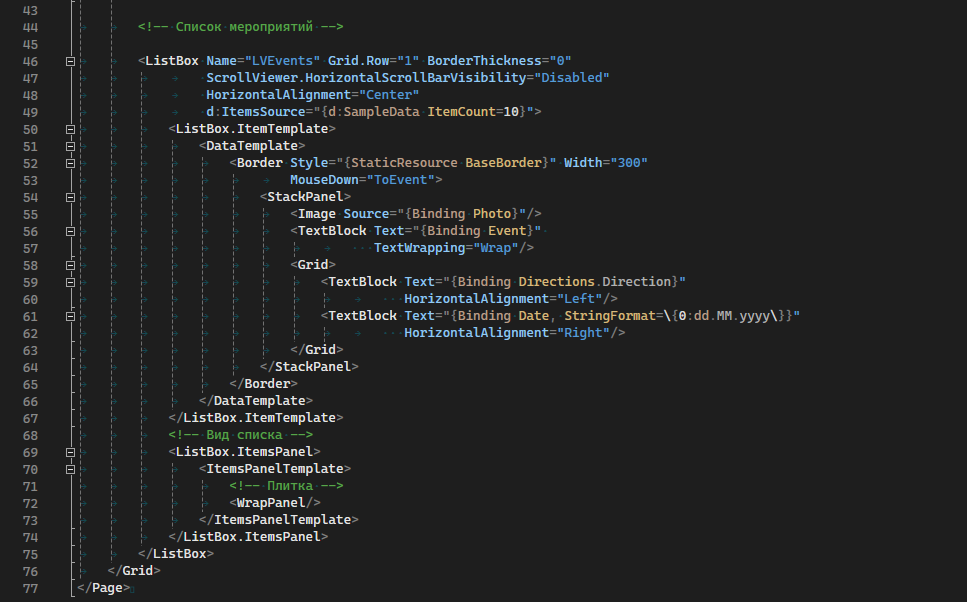 43
44 <!-- Список мероприятий -->
45
46 <ListBox Name="LVEvents" Grid.Row="1" BorderThickness="0"
47 ScrollViewer.HorizontalScrollBarVisibility="Disabled"
48 HorizontalAlignment="Center"
49 d:ItemsSource="{d:SampleData ItemCount=10}">
50 <ListBox.ItemTemplate>
51 <DataTemplate>
52 <Border Style="{StaticResource BaseBorder}" Width="300"
53 MouseDown="ToEvent">
54 <StackPanel>
55 <Image Source="{Binding Photo}"/>
56 <TextBlock Text="{Binding Event}"
57 TextWrapping="Wrap"/>
58 <Grid>
59 <TextBlock Text="{Binding Directions.Direction}"
60 HorizontalAlignment="Left"/>
61 <TextBlock Text="{Binding Date, StringFormat=\{0:dd.MM.yyyy\}}"
62 HorizontalAlignment="Right"/>
63 </Grid>
64 </StackPanel>
65 </Border>
66 </DataTemplate>
67 </ListBox.ItemTemplate>
68 <!-- Вид списка -->
69 <ListBox.ItemsPanel>
70 <ItemsPanelTemplate>
71 <!-- Плитка -->
72 <WrapPanel/>
73 </ItemsPanelTemplate>
74 </ListBox.ItemsPanel>
75 </ListBox>
76 </Grid>
77 </Page>